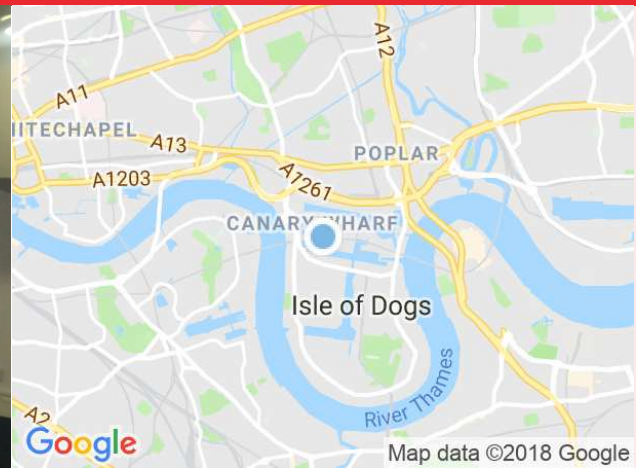 A12
A11
HITECHAPEL
A13
POPLAR
A1203
A1261
CANARY WHARF
Isle of Dogs
River Thames
A2
Google
Map data ©2018 Google